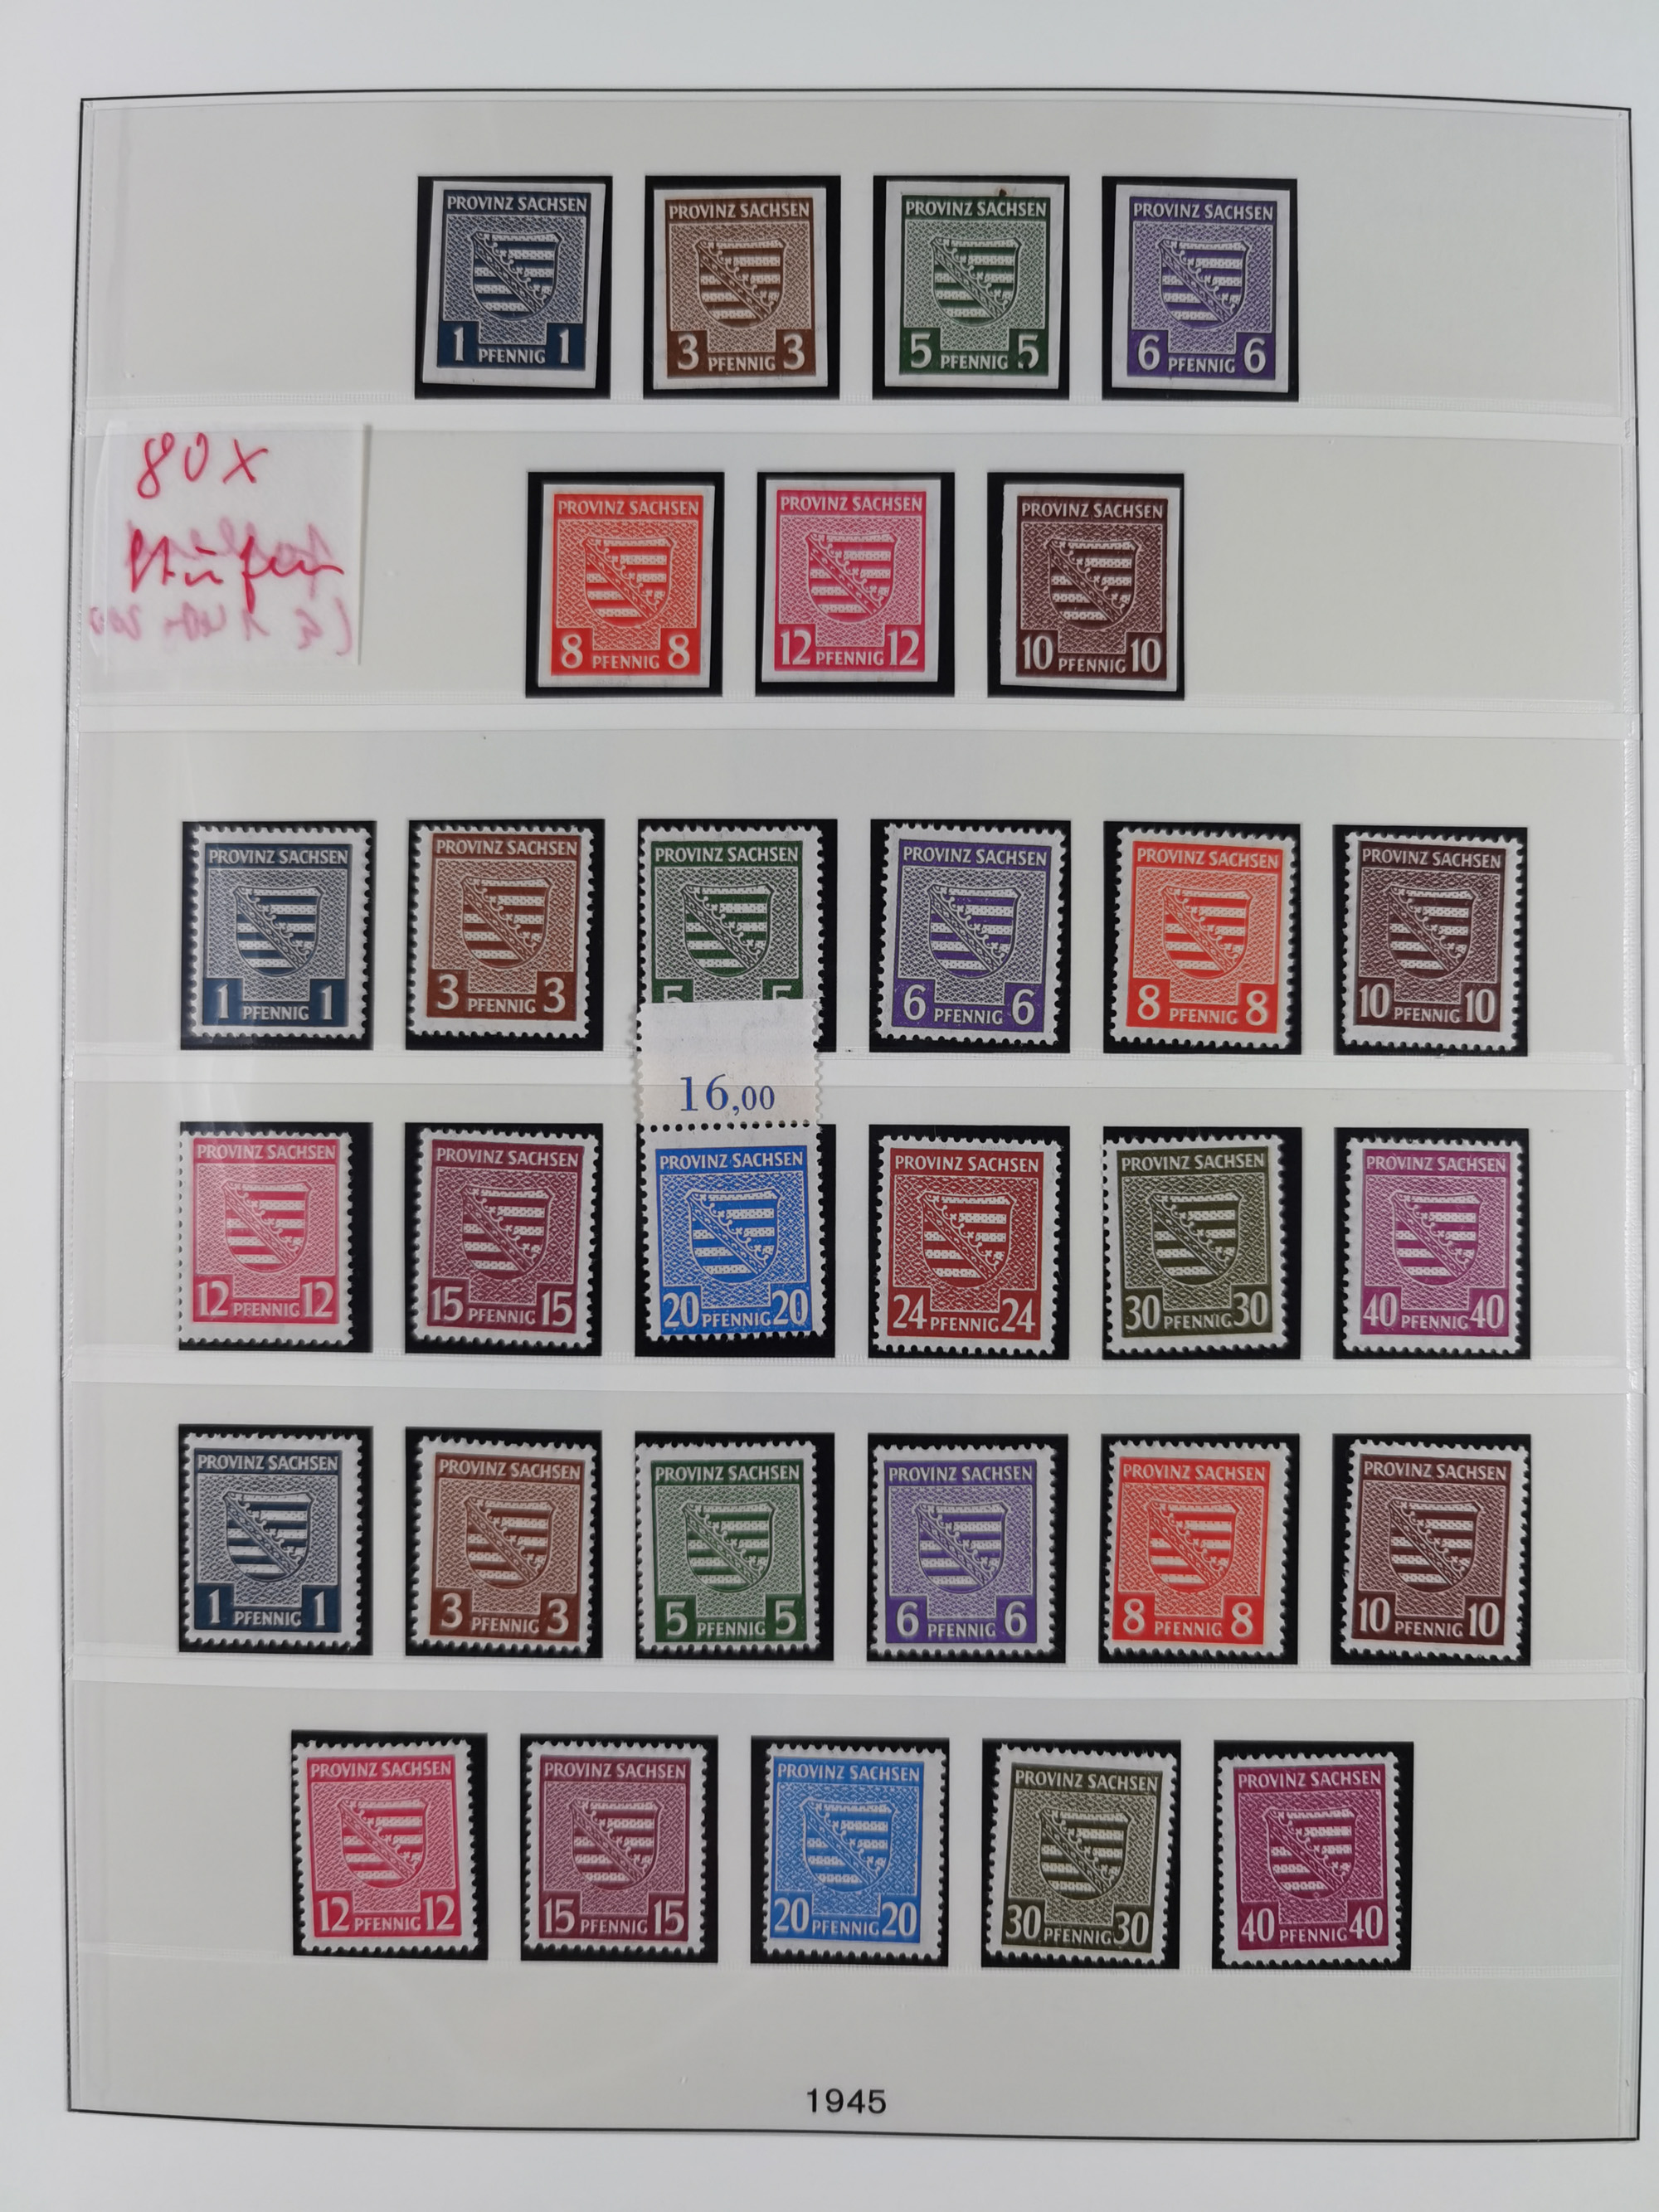 PROVINZ SACHSEN
1 PFENNIG 1
PROVINZ SACHSEN
3 PFENNIG 3
PROVINZ SACHSEN
5 PFENNIG 5
PROVINZ SACHSEN
6 PFENNIG 6
80 X
PROVINZ SACHSEN
8 PFENNIG 8
PROVINZ SACHSEN
12 PFENNIG 12
PROVINZ SACHSEN
10 PFENNIG 10
PROVINZ SACHSEN
1 PFENNIG 1
PROVINZ SACHSEN
3 PFENNIG 3
PROVINZ SACHSEN
5 5
PROVINZ SACHSEN
6 PFENNIG 6
PROVINZ SACHSEN
8 PFENNIG 8
PROVINZ SACHSEN
10 PFENNIG 10
PROVINZ SACHSEN
12 PFENNIG 12
PROVINZ SACHSEN
15 PFENNIG 15
16,00
PROVINZ SACHSEN
20 PFENNIG 20
PROVINZ SACHSEN
24 PFENNIG 24
PROVINZ SACHSEN
30 PFENNIG 30
PROVINZ SACHSEN
40 PFENNIG 40
PROVINZ SACHSEN
1 PFENNIG 1
PROVINZ SACHSEN
3 PFENNIG 3
PROVINZ SACHSEN
5 PFENNIG 5
PROVINZ SACHSEN
6 PFENNIG 6
PROVINZ SACHSEN
8 PFENNIG 8
PROVINZ SACHSEN
10 PFENNIG 10
PROVINZ SACHSEN
12 PFENNIG 12
PROVINZ SACHSEN
15 PFENNIG 15
PROVINZ SACHSEN
20 PFENNIG 20
PROVINZ SACHSEN
30 PFENNIG 30
PROVINZ SACHSEN
40 PFENNIG 40
1945